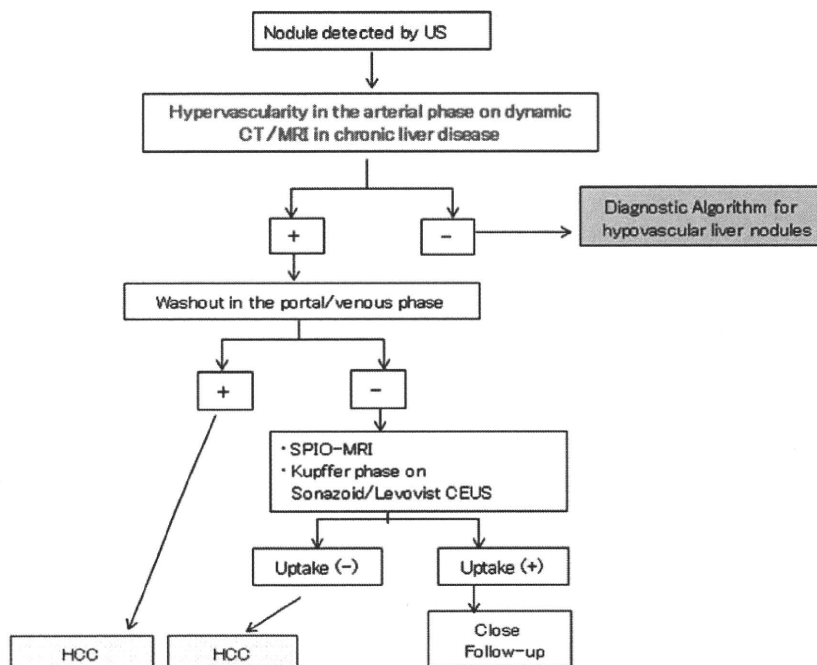 Nodule detected by US
Hypervascularity in the arterial phase on dynamic
CT/MRI in chronic liver disease
+
-
Diagnostic Algorithm for
hypovascular liver nodules
Washout in the portal/venous phase
+
-
・SPIO-MRI
・Kupffer phase on
Sonazoid/Levovist CEUS
Uptake (-)
Uptake (+)
HCC
HCC
Close
Follow-up